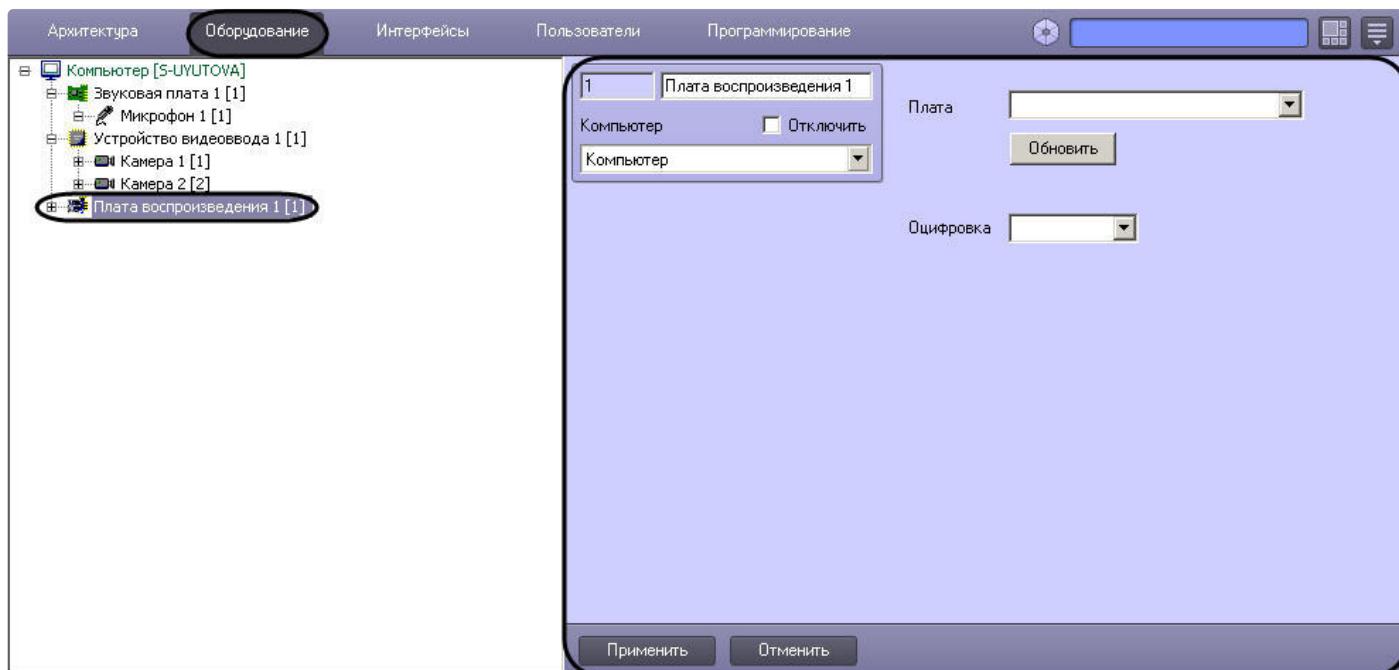 Архитектура Оборудование Интерфейсы Пользователи Программирование
Компьютер [S-UYUTOVA]
Звуковая плата 1 [1]
Микрофон 1 [1]
Устройство видеоввода 1 [1]
Камера 1 [1]
Камера 2 [2]
Плата воспроизведения 1 [1]
1 Плата воспроизведения 1
Компьютер Отключить
Компьютер
Плата
Обновить
Оцифровка
Применить Отменить